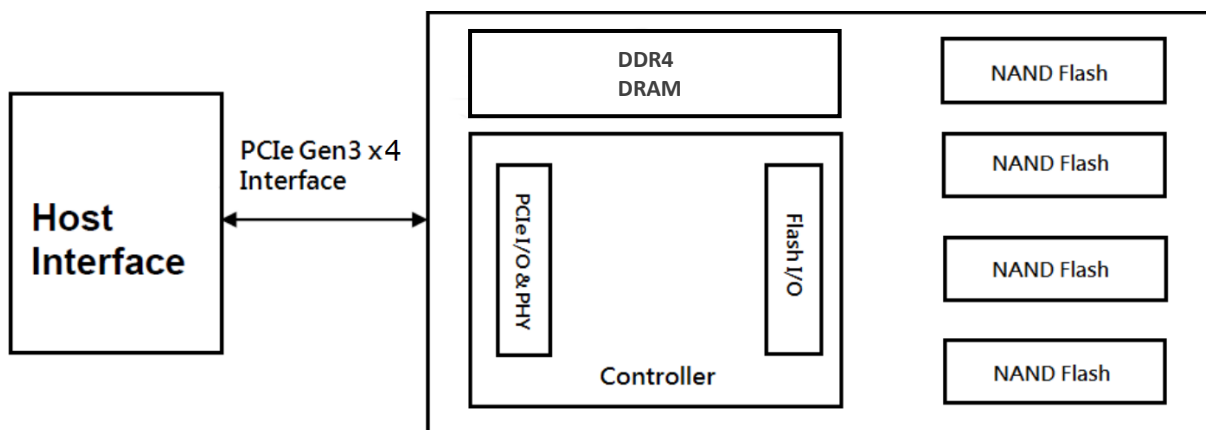 Host
Interface
PCIe Gen3 x4
Interface
DDR4
DRAM
PCIe I/O & PHY
Flash I/O
Controller
NAND Flash
NAND Flash
NAND Flash
NAND Flash